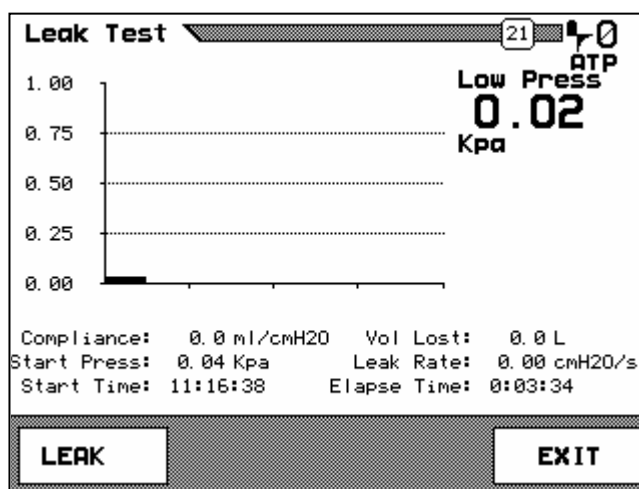 Leak Test 21 0
ATP
Low Press
0.02
Kpa
1.00
0.75
0.50
0.25
0.00
Compliance: 0.0 ml/cmH2O Vol Lost: 0.0 L
Start Press: 0.04 Kpa Leak Rate: 0.00 cmH2O/s
Start Time: 11:16:38 Elapse Time: 0:03:34
LEAK EXIT